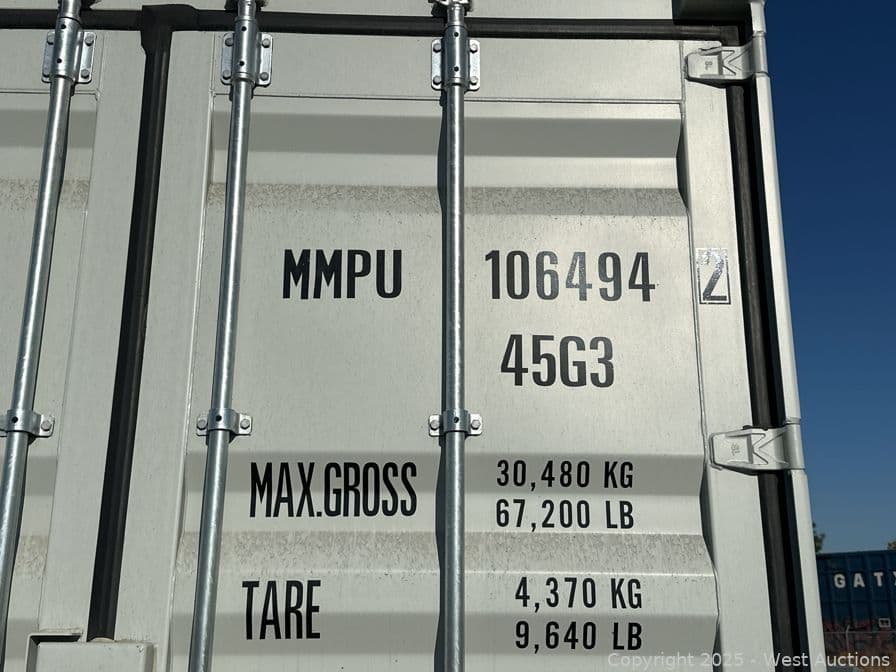 MMPU 106494 2
45G3
MAX.GROSS 30,480 KG
67,200 LB
TARE 4,370 KG
9,640 LB
Copyright 2025 - West Auctions